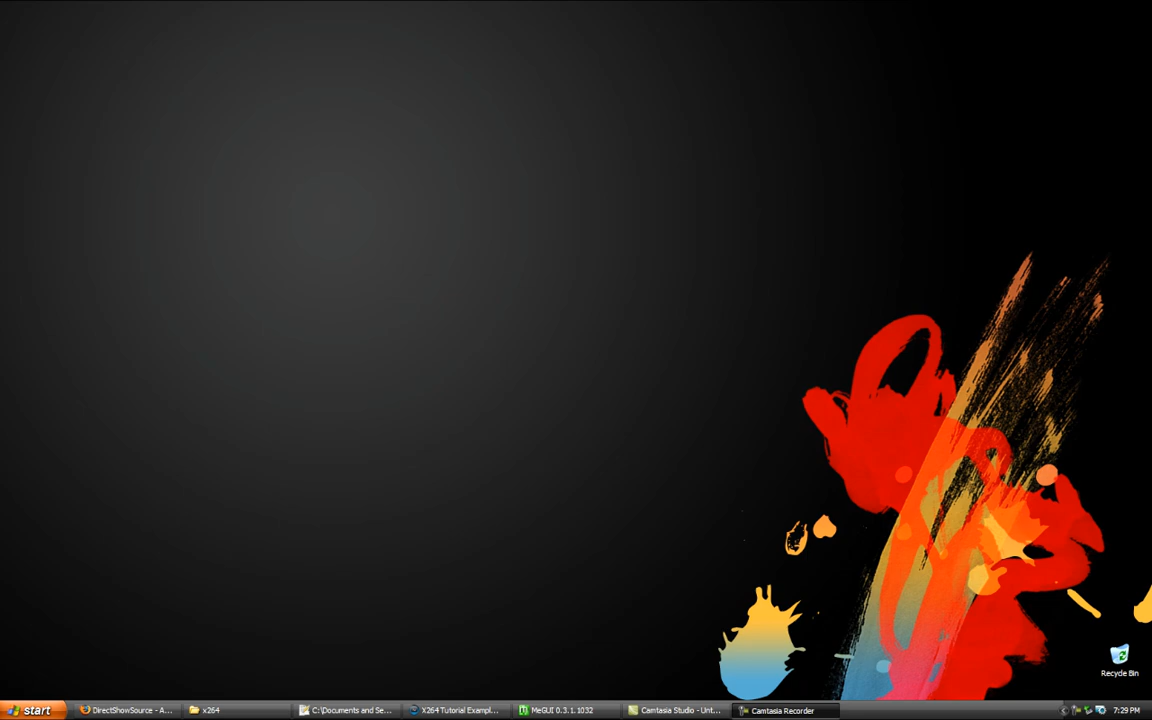 Recycle Bin
start
DirectShowSource - A...
x264
C:\Documents and Se...
X264 Tutorial Exampl...
MeGUI 0.3.1.1032
Camtasia Studio - Unt...
Camtasia Recorder
7:29 PM